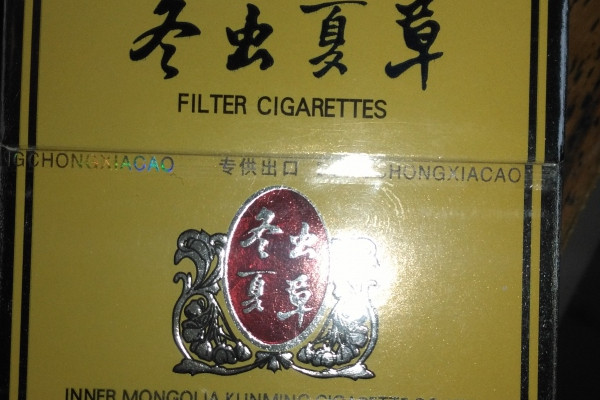 冬虫夏草
FILTER CIGARETTES
GCHONGXIACAO 专供出口 CHONGXIACAO
冬虫
夏草
INNER MONGOLIA KUNMING CIGARETTE